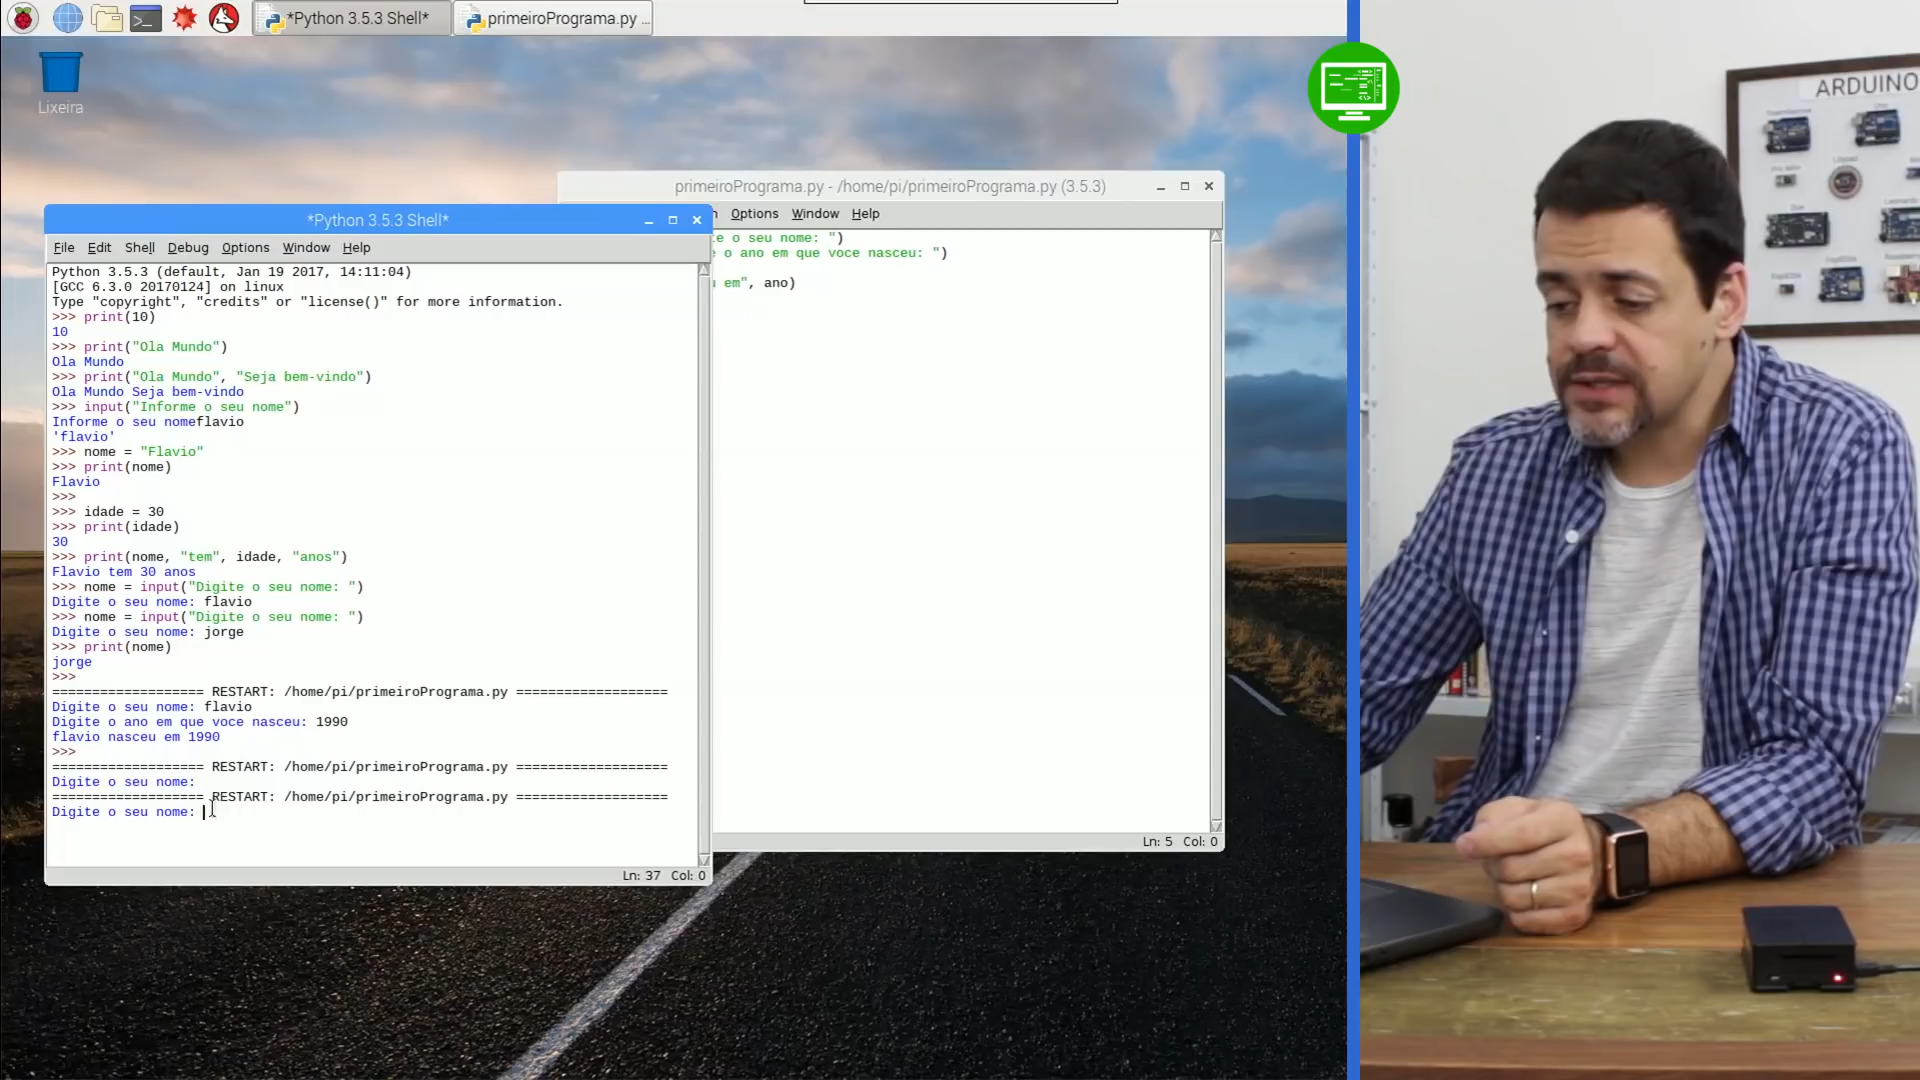 *Python 3.5.3 Shell*
primeiroPrograma.py ...
Lixeira
ARDUINO
primeiroPrograma.py - /home/pi/primeiroPrograma.py (3.5.3)
Options Window Help
e o seu nome: ")
o ano em que voce nasceu: ")
em", ano)
Ln: 5 Col: 0
*Python 3.5.3 Shell*
File Edit Shell Debug Options Window Help
Python 3.5.3 (default, Jan 19 2017, 14:11:04)
[GCC 6.3.0 20170124] on linux
Type "copyright", "credits" or "license()" for more information.
>>> print(10)
10
>>> print("Ola Mundo")
Ola Mundo
>>> print("Ola Mundo", "Seja bem-vindo")
Ola Mundo Seja bem-vindo
>>> input("Informe o seu nome")
Informe o seu nomeflavio
'flavio'
>>> nome = "Flavio"
>>> print(nome)
Flavio
>>>
>>> idade = 30
>>> print(idade)
30
>>> print(nome, "tem", idade, "anos")
Flavio tem 30 anos
>>> nome = input("Digite o seu nome: ")
Digite o seu nome: flavio
>>> nome = input("Digite o seu nome: ")
Digite o seu nome: jorge
>>> print(nome)
jorge
>>>
=================== RESTART: /home/pi/primeiroPrograma.py ===================
Digite o seu nome: flavio
Digite o ano em que voce nasceu: 1990
flavio nasceu em 1990
>>>
=================== RESTART: /home/pi/primeiroPrograma.py ===================
Digite o seu nome:
=================== RESTART: /home/pi/primeiroPrograma.py ===================
Digite o seu nome:
Ln: 37 Col: 0